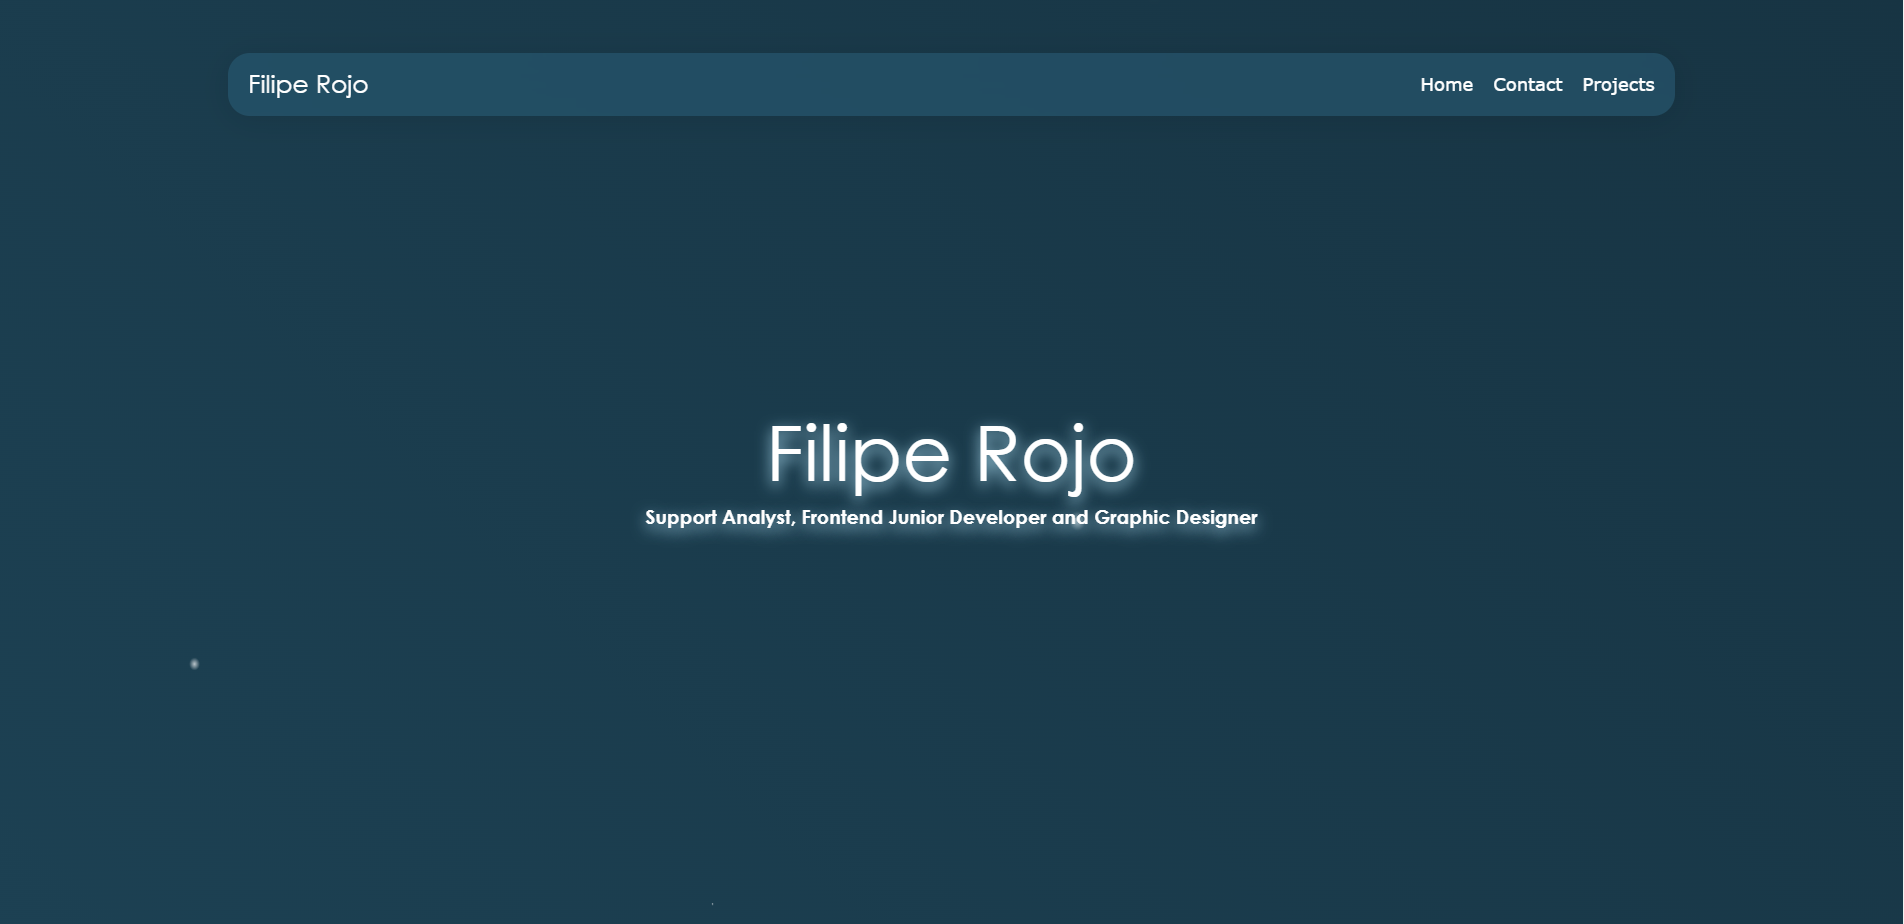 Filipe Rojo
Home Contact Projects
Filipe Rojo
Support Analyst, Frontend Junior Developer and Graphic Designer